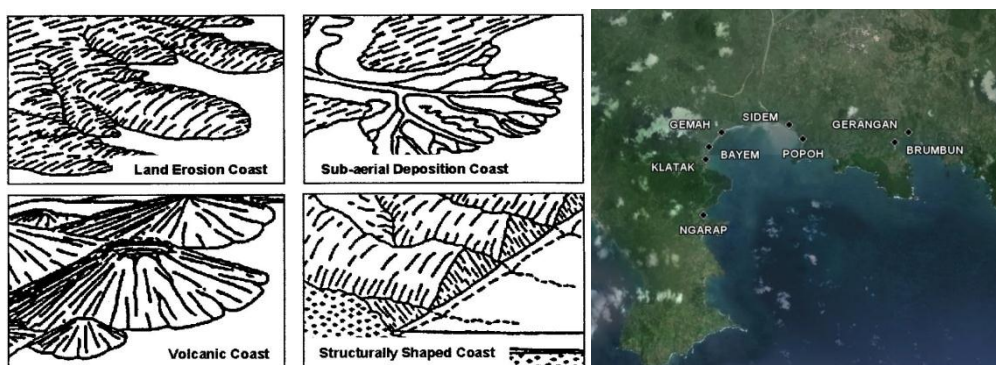 Land Erosion Coast
Sub-aerial Deposition Coast
Volcanic Coast
Structurally Shaped Coast
SIDEM
GEMAH
GERANGAN
BAYEM
POPOH
BRUMBUN
KLATAK
NGARAP